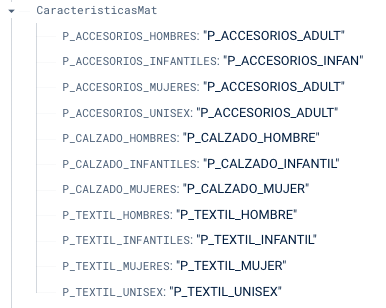 CaracteristicasMat
P_ACCESORIOS_HOMBRES: "P_ACCESORIOS_ADULT"
P_ACCESORIOS_INFANTILES: "P_ACCESORIOS_INFAN"
P_ACCESORIOS_MUJERES: "P_ACCESORIOS_ADULT"
P_ACCESORIOS_UNISEX: "P_ACCESORIOS_ADULT"
P_CALZADO_HOMBRES: "P_CALZADO_HOMBRE"
P_CALZADO_INFANTILES: "P_CALZADO_INFANTIL"
P_CALZADO_MUJERES: "P_CALZADO_MUJER"
P_TEXTIL_HOMBRES: "P_TEXTIL_HOMBRE"
P_TEXTIL_INFANTILES: "P_TEXTIL_INFANTIL"
P_TEXTIL_MUJERES: "P_TEXTIL_MUJER"
P_TEXTIL_UNISEX: "P_TEXTIL_UNISEX"